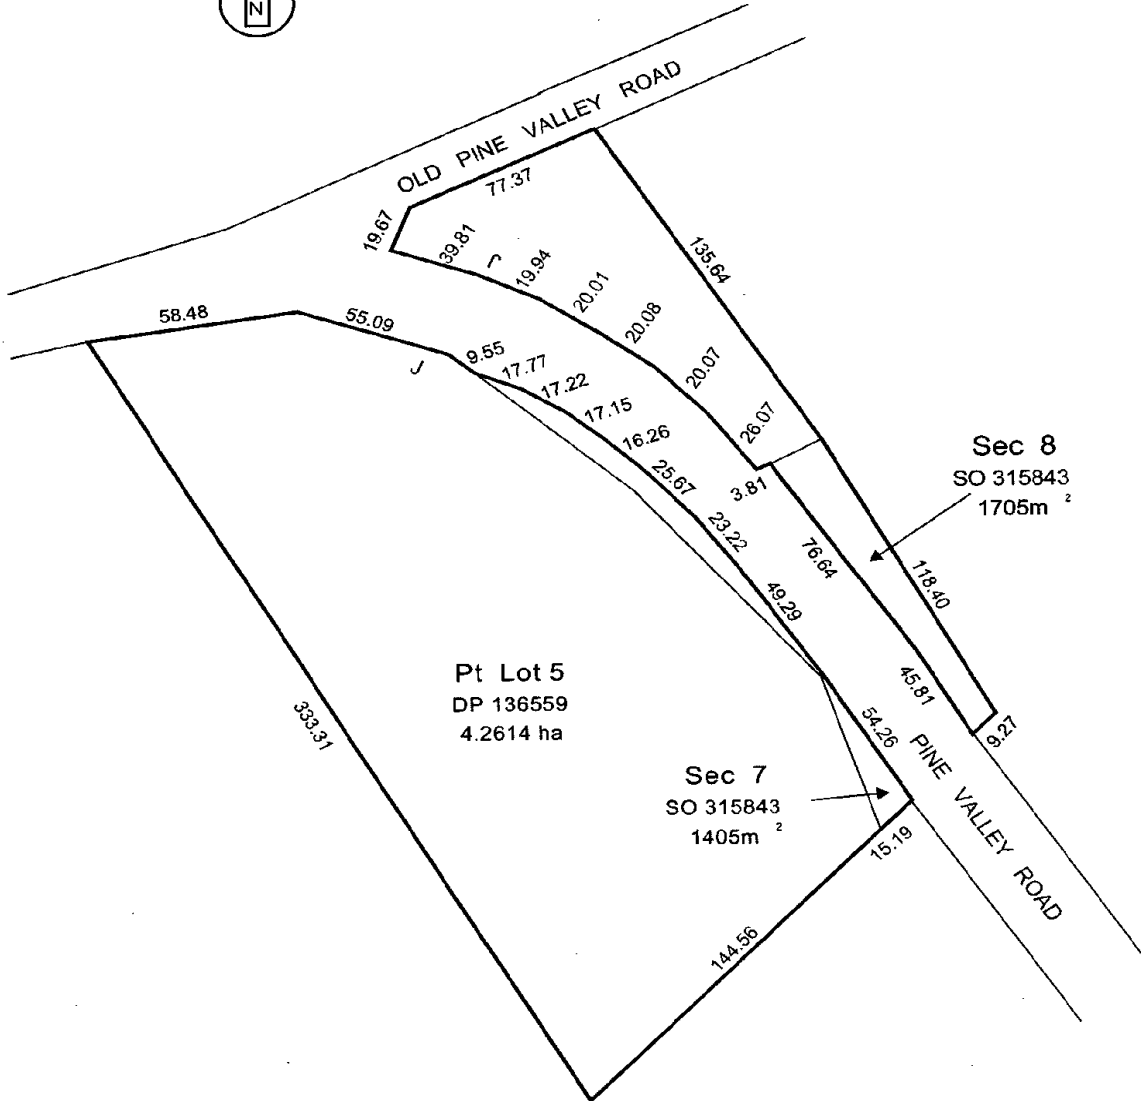 N
OLD PINE VALLEY ROAD
77.37
19.67
39.81
19.94
20.01
20.08
20.07
26.07
135.64
58.48
55.09
9.55
17.77
17.22
17.15
16.26
25.67
23.22
49.29
3.81
76.64
Sec 8
SO 315843
1705m ²
118.40
45.81
9.27
54.26
PINE VALLEY ROAD
Pt Lot 5
DP 136559
4.2614 ha
333.31
Sec 7
SO 315843
1405m ²
15.19
144.56